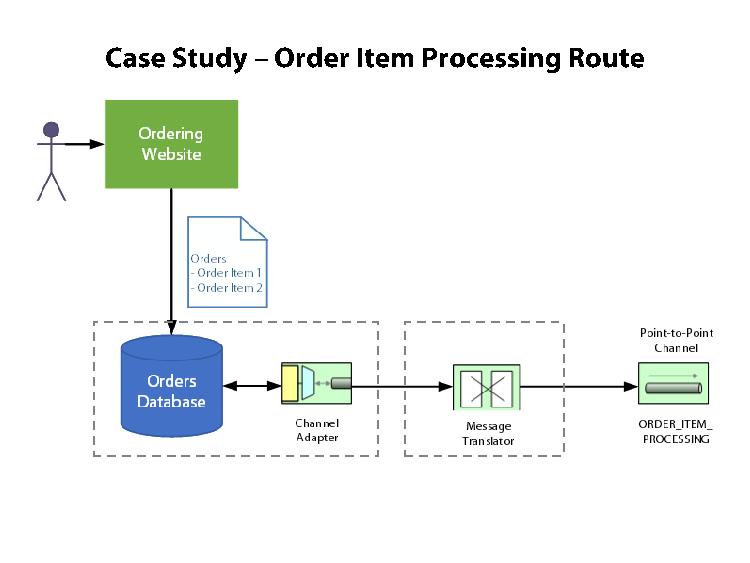 Case Study – Order Item Processing Route
Ordering
Website
Orders
- Order Item 1
- Order Item 2
Orders
Database
Channel
Adapter
Message
Translator
Point-to-Point
Channel
ORDER_ITEM_
PROCESSING